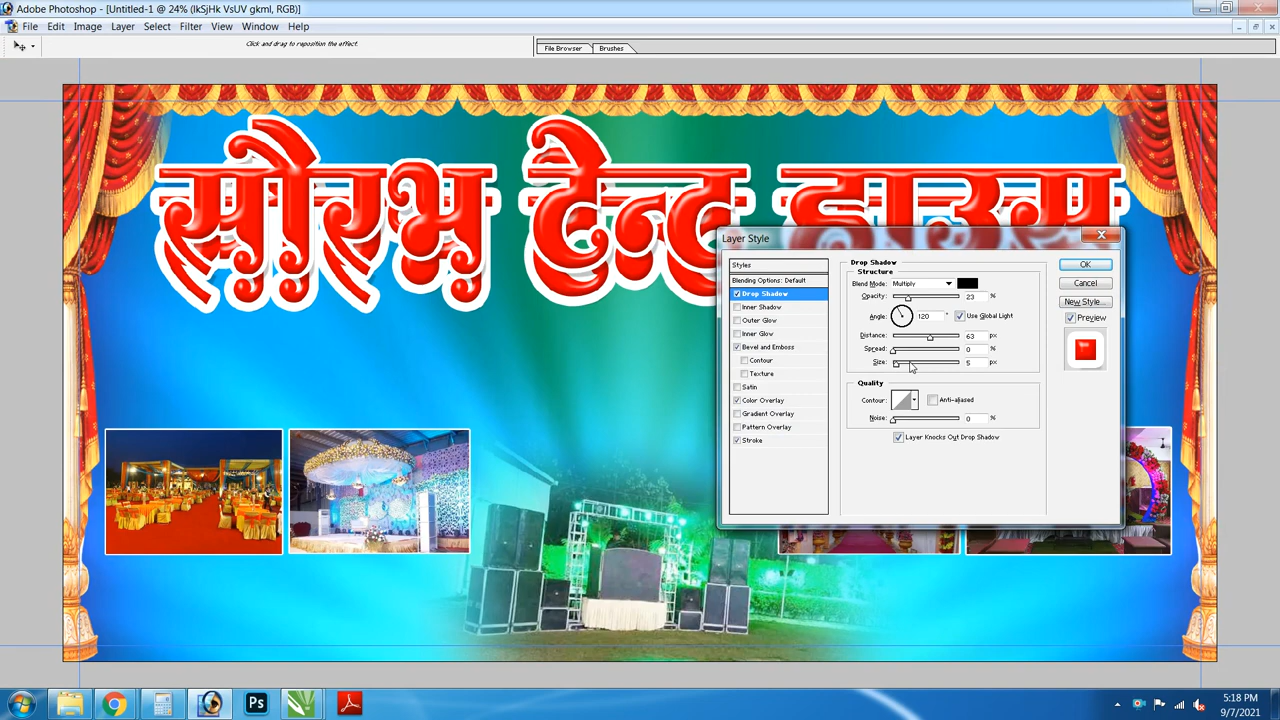 Adobe Photoshop - [Untitled-1 @ 24% (lkSjHk VsUV gkml, RGB)]
File Edit Image Layer Select Filter View Window Help
Click and drag to reposition the effect.
File Browser Brushes
सौरभ टेन्ट हाउस
Layer Style
Styles
Blending Options: Default
Drop Shadow
Inner Shadow
Outer Glow
Inner Glow
Bevel and Emboss
Contour
Texture
Satin
Color Overlay
Gradient Overlay
Pattern Overlay
Stroke
Drop Shadow
Structure
Blend Mode: Multiply
Opacity: 23 %
Angle: 120 ° Use Global Light
Distance: 63 px
Spread: 0 %
Size: 5 px
Quality
Contour: Anti-aliased
Noise: 0 %
Layer Knocks Out Drop Shadow
OK
Cancel
New Style...
Preview
Ps
5:18 PM
9/7/2021